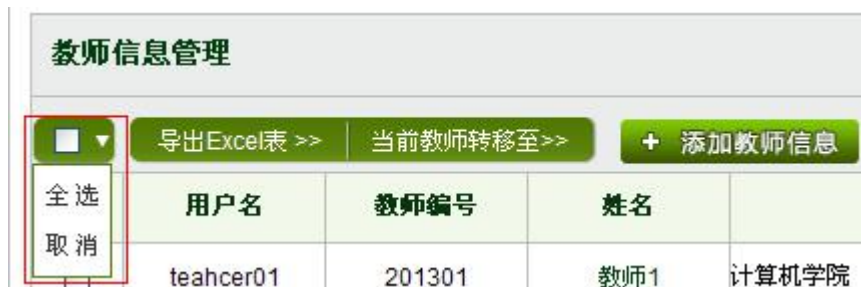 教师信息管理
导出Excel表 >> 当前教师转移至>> + 添加教师信息
全选
取消
用户名 教师编号 姓名
teahcer01 201301 教师1 计算机学院